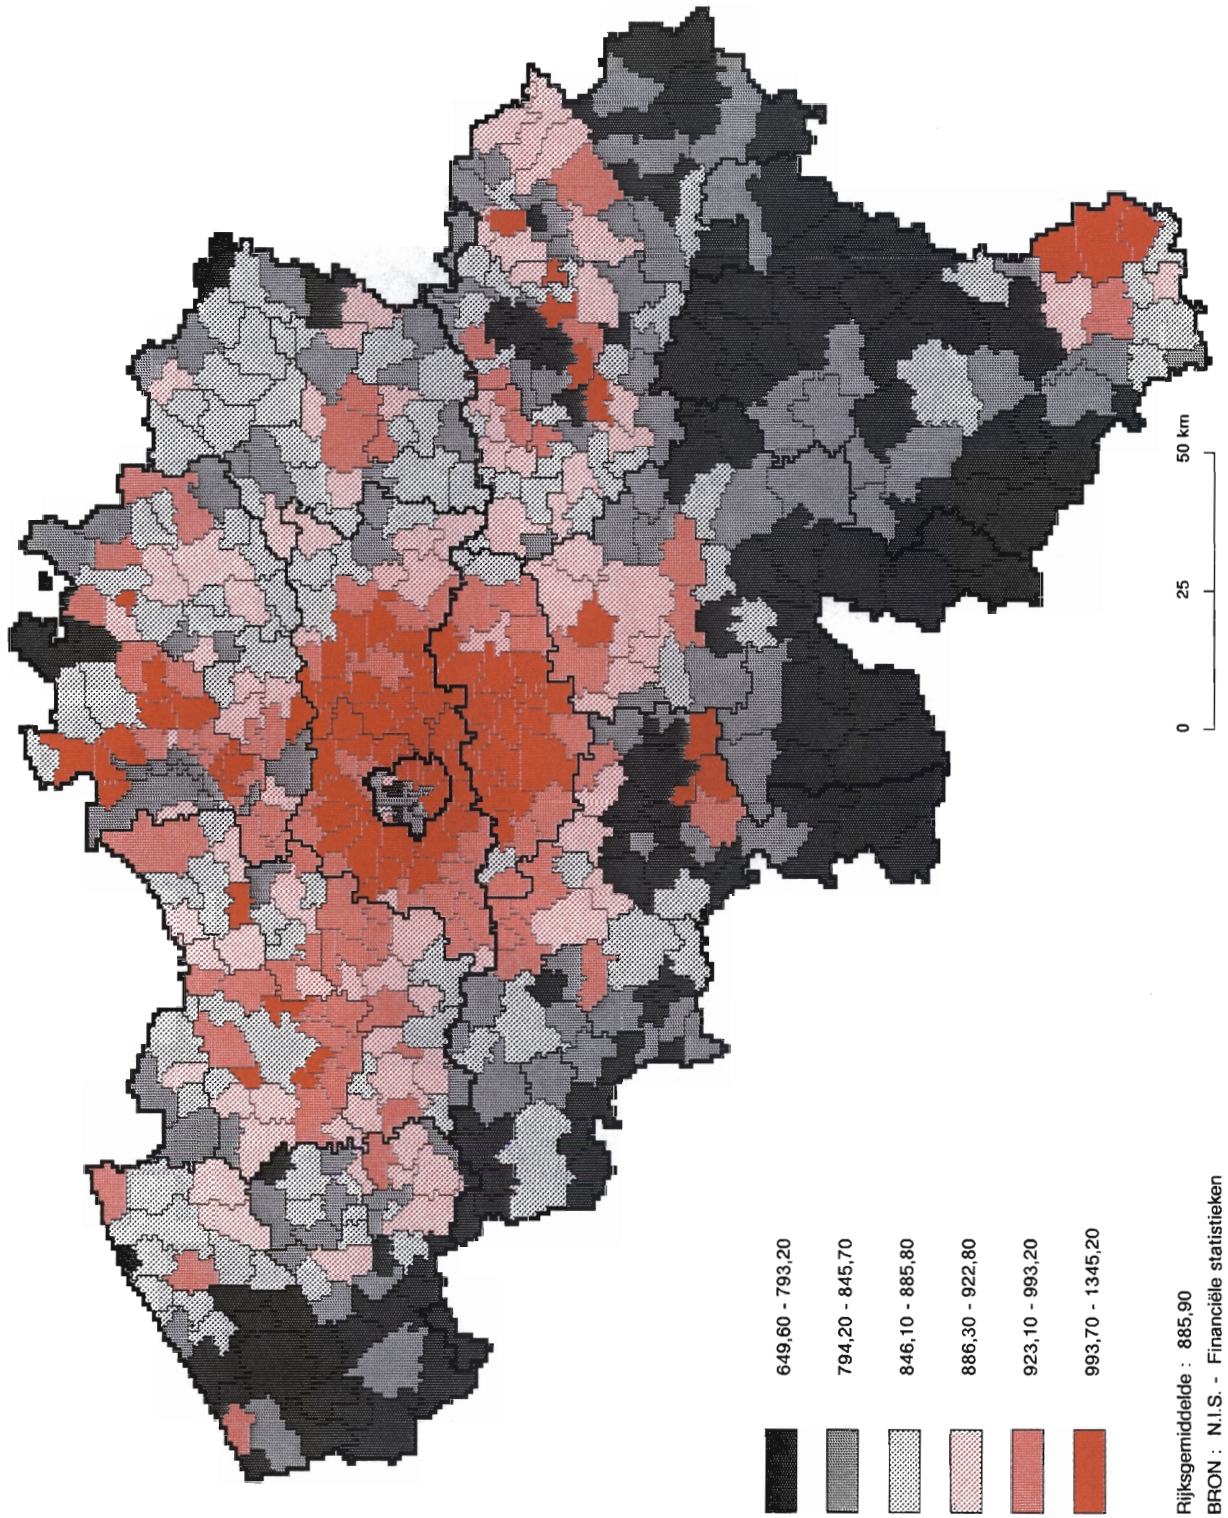 649,60 - 793,20
794,20 - 845,70
846,10 - 885,80
886,30 - 922,80
923,10 - 993,20
993,70 - 1345,20
Rijksgemiddelde : 885,90
BRON : N.I.S. - Financiële statistieken
0 25 50 km